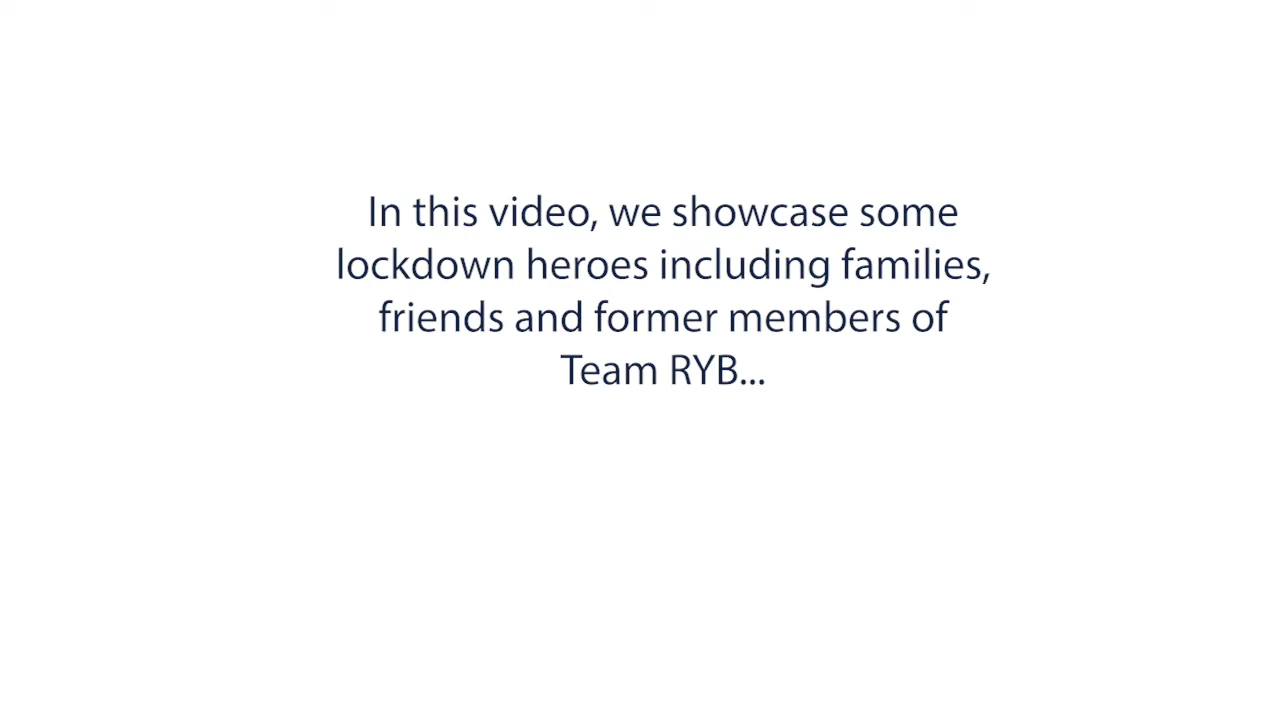 In this video, we showcase some
lockdown heroes including families,
friends and former members of
Team RYB...